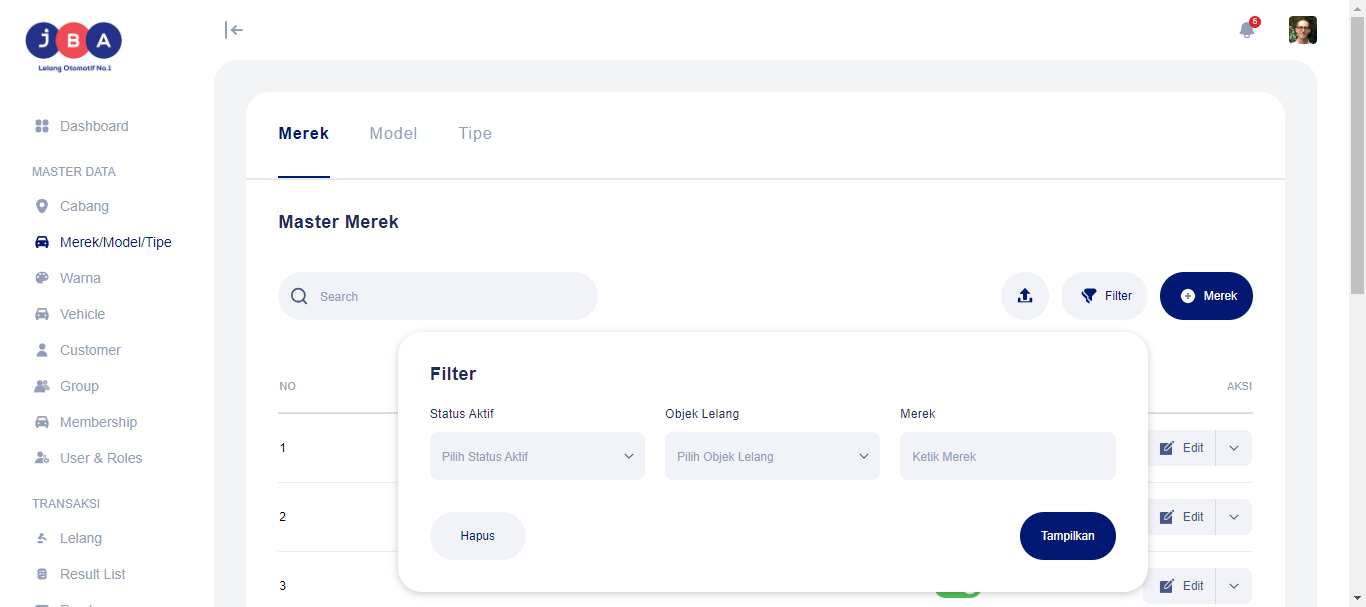 JBA
Lelang Otomotif No.1
5
Dashboard
MASTER DATA
Cabang
Merek/Model/Tipe
Warna
Vehicle
Customer
Group
Membership
User & Roles
TRANSAKSI
Lelang
Result List
Merek Model Tipe
Master Merek
Search
Filter
Merek
NO
AKSI
1
Edit
2
Edit
3
Edit
Filter
Status Aktif
Objek Lelang
Merek
Pilih Status Aktif
Pilih Objek Lelang
Ketik Merek
Hapus
Tampilkan